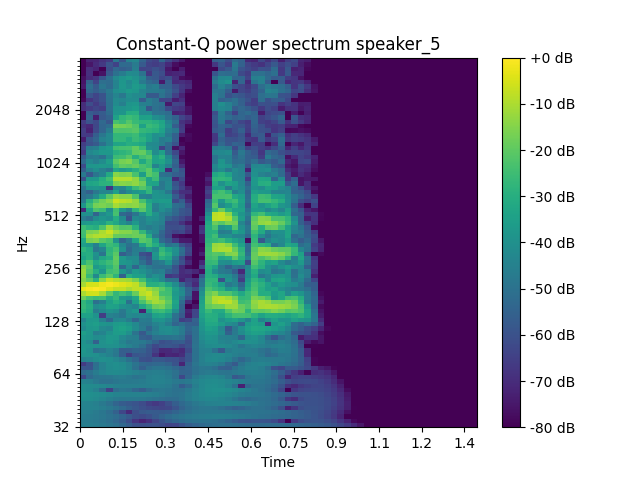 Constant-Q power spectrum speaker_5
Hz
2048
1024
512
256
128
64
32
0 0.15 0.3 0.45 0.6 0.75 0.9 1.1 1.2 1.4
Time
+0 dB
-10 dB
-20 dB
-30 dB
-40 dB
-50 dB
-60 dB
-70 dB
-80 dB